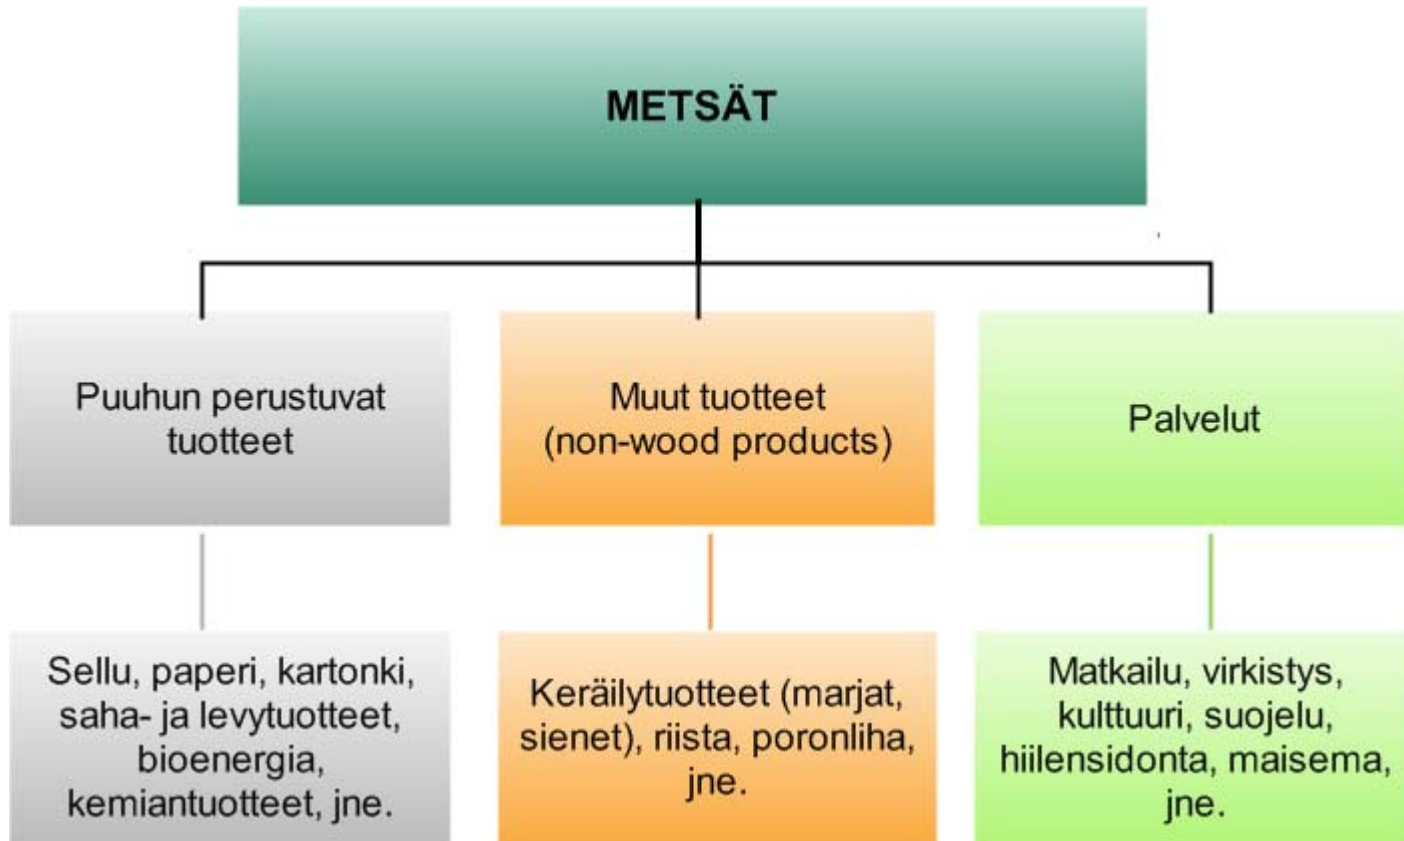 METSÄT
Puuhun perustuvat
tuotteet
Muut tuotteet
(non-wood products)
Palvelut
Sellu, paperi, kartonki,
saha- ja levytuotteet,
bioenergia,
kemiantuotteet, jne.
Keräilytuotteet (marjat,
sienet), riista, poronliha,
jne.
Matkailu, virkistys,
kulttuuri, suojelu,
hiilensidonta, maisema,
jne.